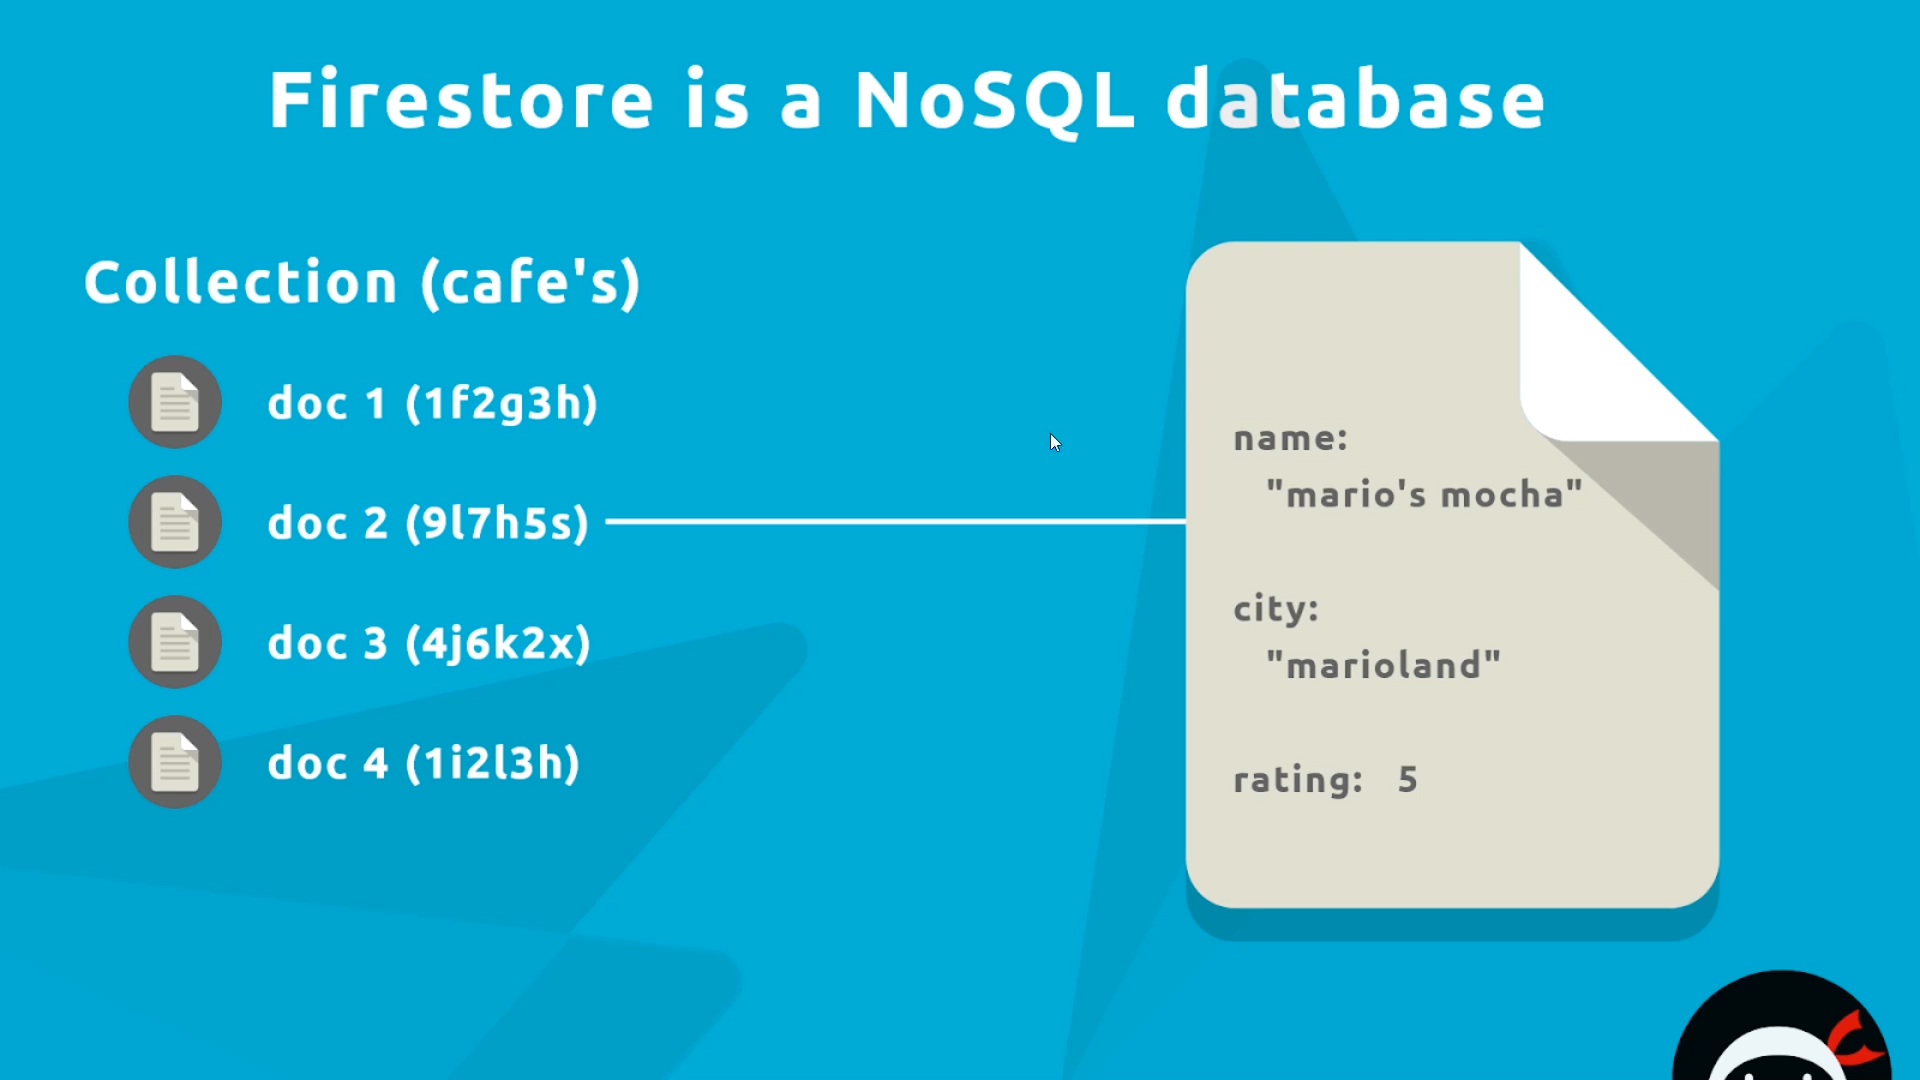 Firestore is a NoSQL database
Collection (cafe's)
doc 1 (1f2g3h)
doc 2 (9l7h5s)
doc 3 (4j6k2x)
doc 4 (1i2l3h)
name:
"mario's mocha"
city:
"marioland"
rating: 5